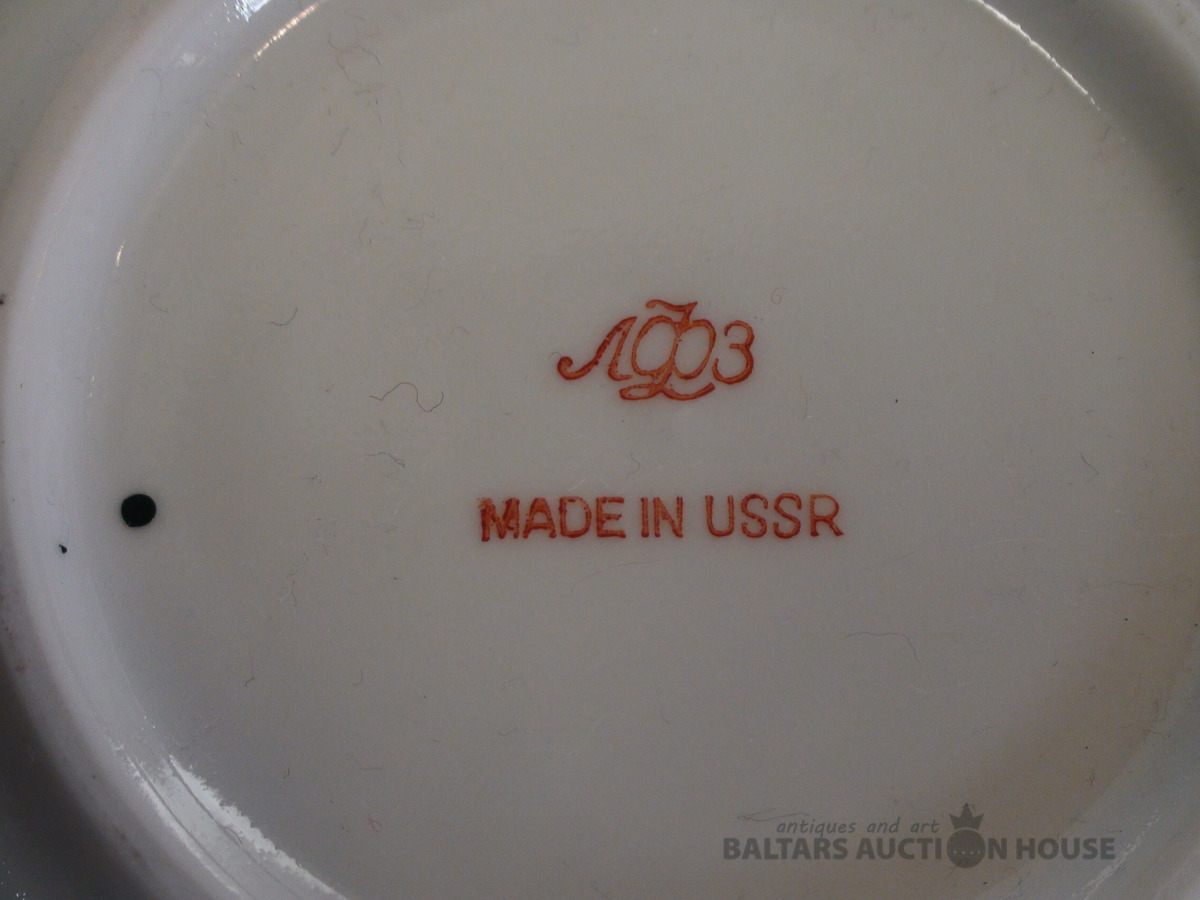 ЛФЗ
MADE IN USSR
antiques and art
BALTARS AUCTION HOUSE